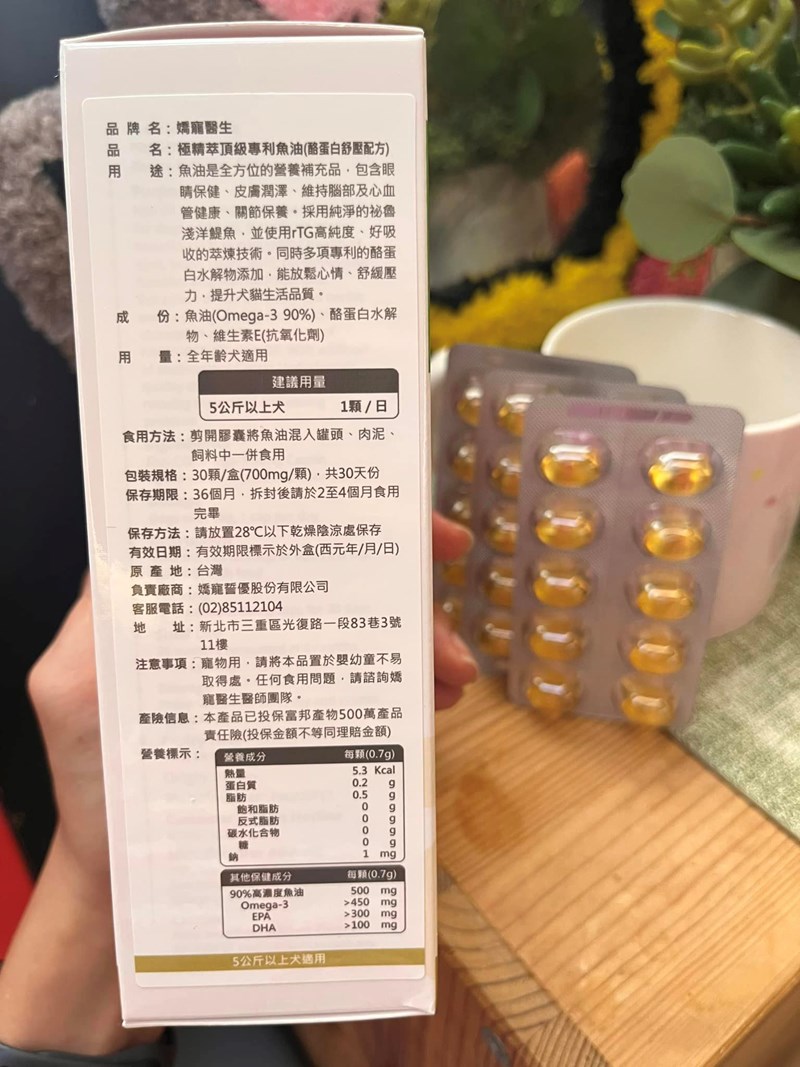 品牌名：嬌寵醫生
品名：極精萃頂級專利魚油(酪蛋白舒壓配方)
用途：魚油是全方位的營養補充品，包含眼
睛保健、皮膚潤澤、維持腦部及心血
管健康、關節保養。採用純淨的祕魯
淺洋鯷魚，並使用rTG高純度、好吸
收的萃煉技術。同時多項專利的酪蛋
白水解物添加，能放鬆心情、舒緩壓
力，提升犬貓生活品質。
成份：魚油(Omega-3 90%)、酪蛋白水解
物、維生素E(抗氧化劑)
用量：全年齡犬適用
建議用量
5公斤以上犬 1顆/日
食用方法：剪開膠囊將魚油混入罐頭、肉泥、
飼料中一併食用
包裝規格：30顆/盒(700mg/顆)，共30天份
保存期限：36個月，拆封後請於2至4個月食用
完畢
保存方法：請放置28℃以下乾燥陰涼處保存
有效日期：有效期限標示於外盒(西元年/月/日)
原產地：台灣
負責廠商：嬌寵誓優股份有限公司
客服電話：(02)85112104
地址：新北市三重區光復路一段83巷3號
11樓
注意事項：寵物用，請將本品置於嬰幼童不易
取得處。任何食用問題，請諮詢嬌
寵醫生醫師團隊。
產險信息：本產品已投保富邦產物500萬產品
責任險(投保金額不等同理賠金額)
營養標示：
營養成分 每顆(0.7g)
熱量 5.3 Kcal
蛋白質 0.2 g
脂肪 0.5 g
飽和脂肪 0 g
反式脂肪 0 g
碳水化合物 0 g
糖 0 g
鈉 1 mg
其他保健成分 每顆(0.7g)
90%高濃度魚油 500 mg
Omega-3 >450 mg
EPA >300 mg
DHA >100 mg
5公斤以上犬適用